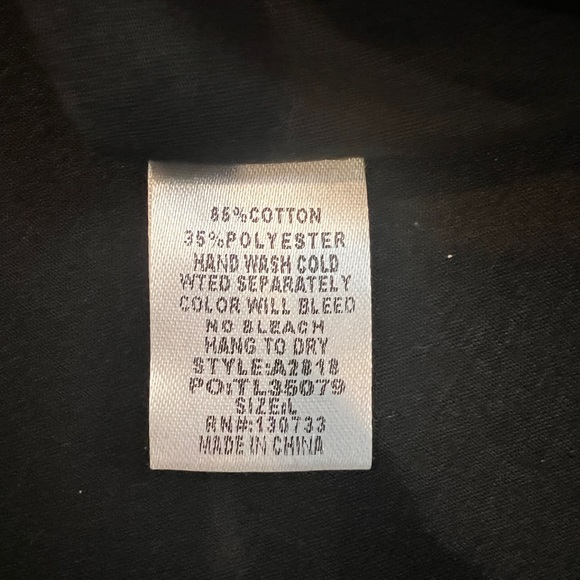 65%COTTON
35%POLYESTER
HAND WASH COLD
WTED SEPARATELY
COLOR WILL BLEED
NO BLEACH
HANG TO DRY
STYLE:A2818
PO:TL35079
SIZE:L
RN#:130733
MADE IN CHINA